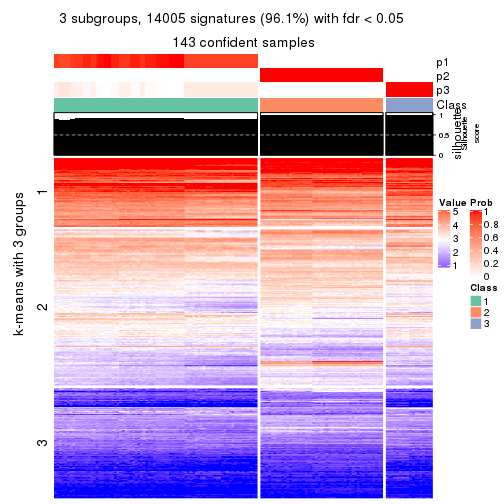 3 subgroups, 14005 signatures (96.1%) with fdr < 0.05
143 confident samples
p1
p2
p3
Class
1
0.5
0
silhouette
Silhouette
score
k-means with 3 groups
1
2
3
Value
5
4
3
2
1
Prob
1
0.8
0.6
0.4
0.2
0
Class
1
2
3